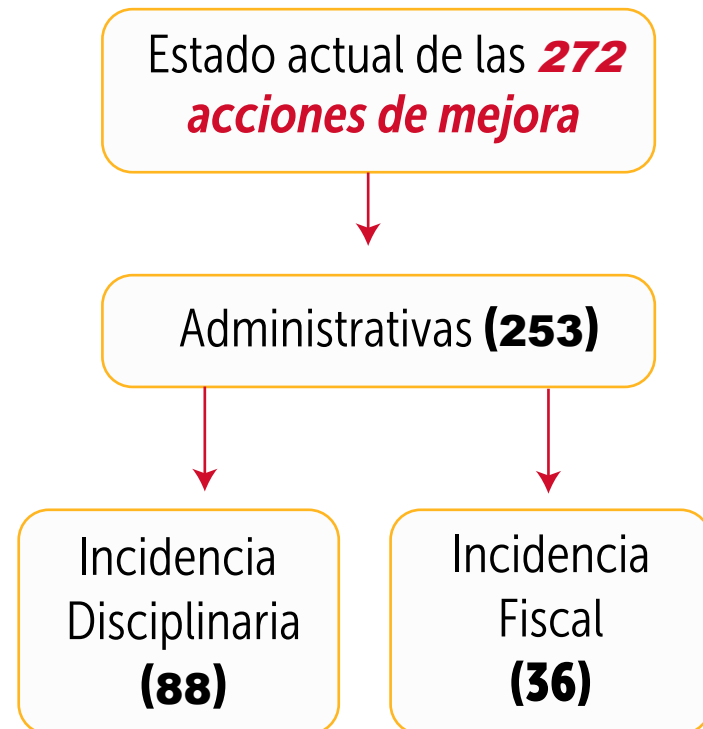 Estado actual de las 272
acciones de mejora
Administrativas (253)
Incidencia
Disciplinaria
(88)
Incidencia
Fiscal
(36)